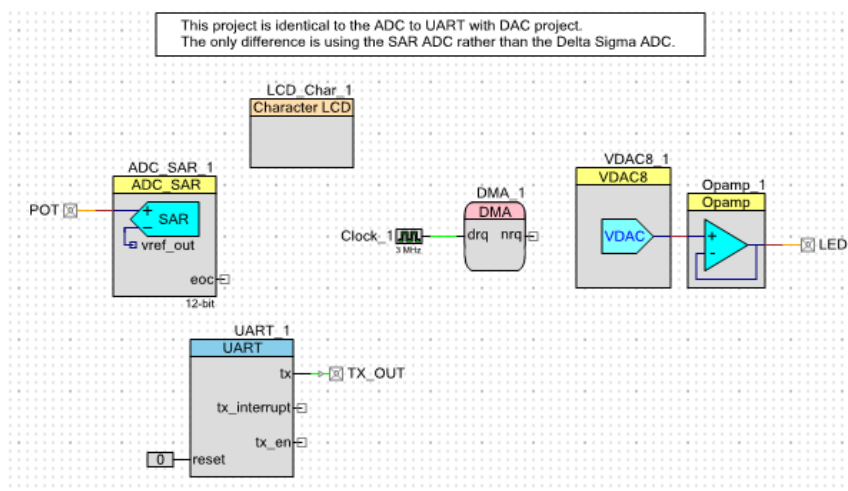 This project is identical to the ADC to UART with DAC project.
The only difference is using the SAR ADC rather than the Delta Sigma ADC.
LCD_Char_1
Character LCD
ADC_SAR_1
ADC_SAR
POT
+
SAR
-
vref_out
eoc
12-bit
Clock_1
3 MHz
DMA_1
DMA
drq nrq
VDAC8_1
VDAC8
VDAC
Opamp_1
Opamp
+
-
LED
UART_1
UART
tx
TX_OUT
tx_interrupt
tx_en
0
reset